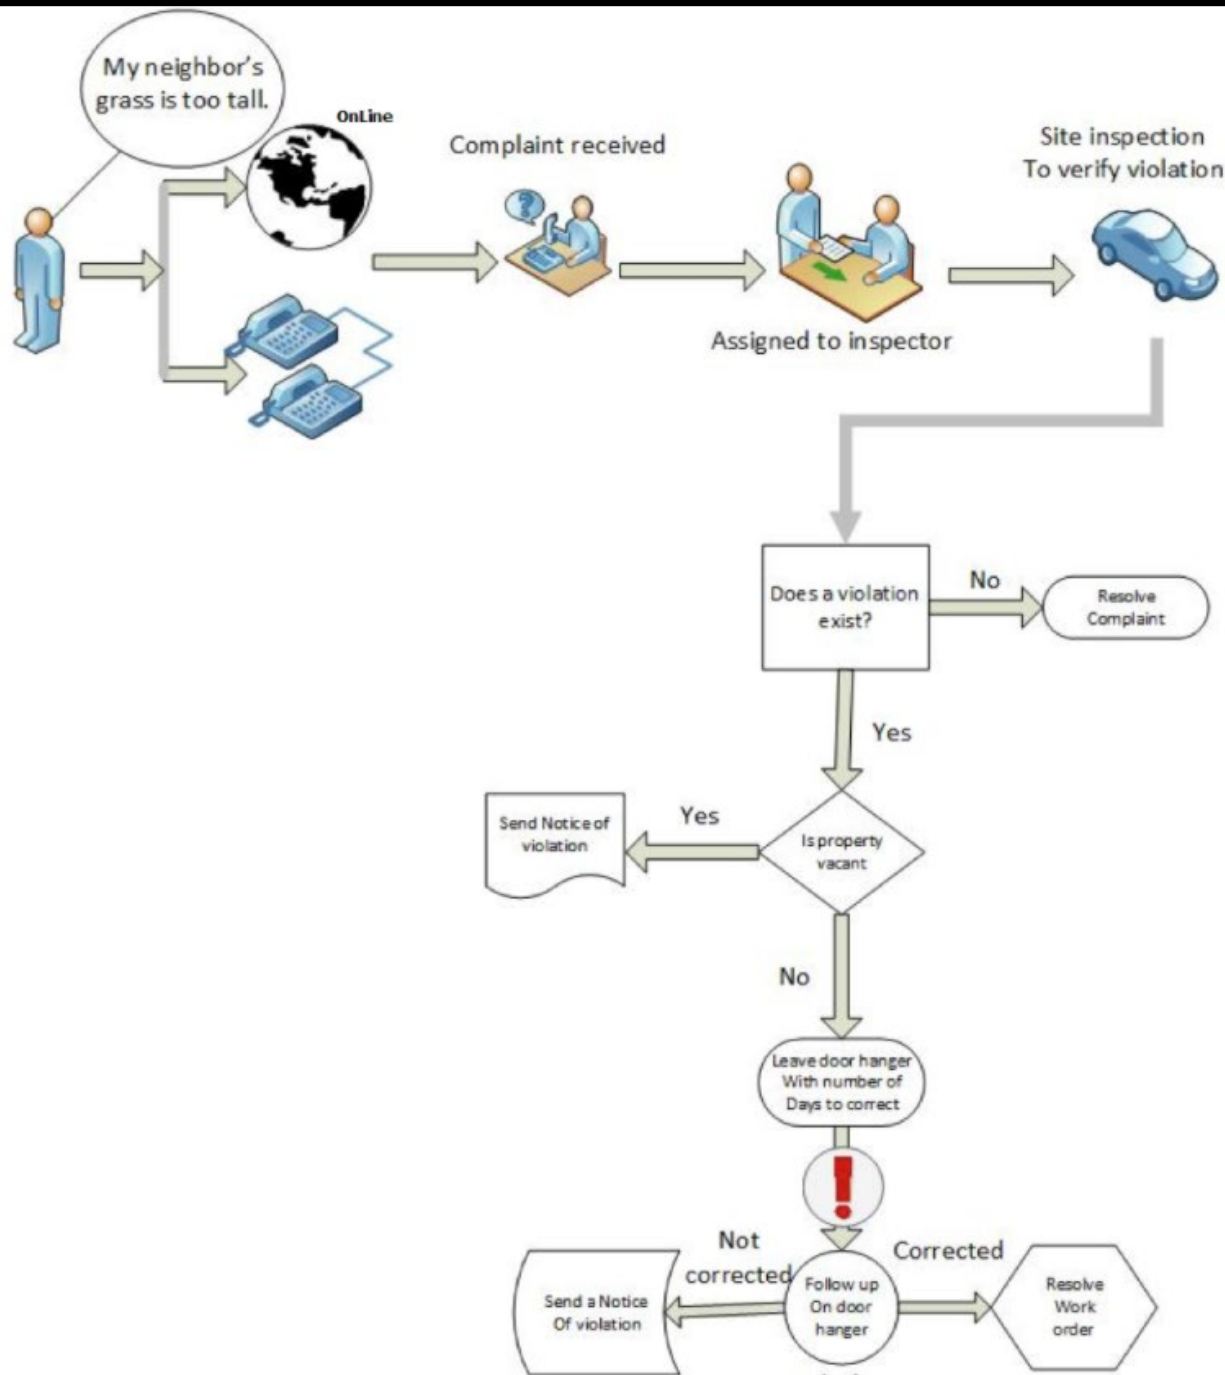 My neighbor's
grass is too tall.
OnLine
Complaint received
Assigned to inspector
Site inspection
To verify violation
Does a violation
exist?
No
Resolve
Complaint
Yes
Is property
vacant
Yes
Send Notice of
violation
No
Leave door hanger
With number of
Days to correct
Follow up
On door
hanger
Not
corrected
Send a Notice
Of violation
Corrected
Resolve
Work
order